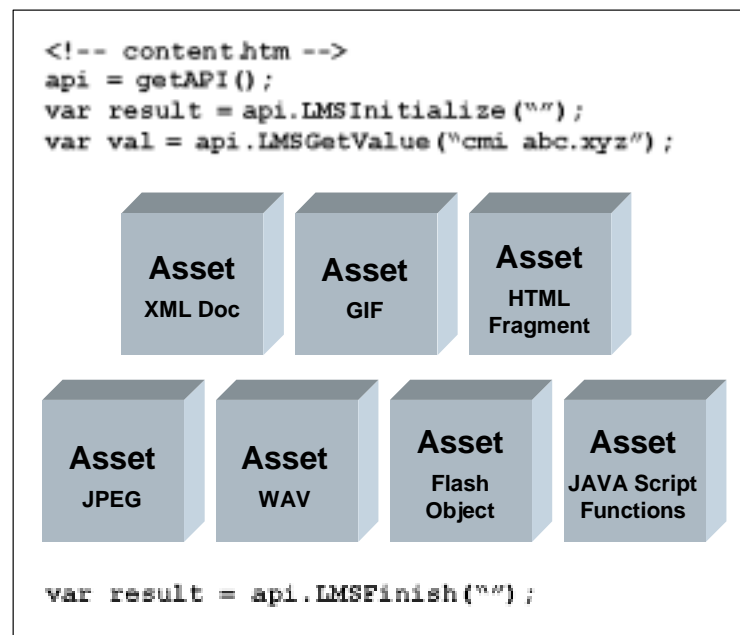 <!-- content.htm -->
api = getAPI();
var result = api.LMSInitialize(“”);
var val = api.LMSGetValue(“cmi abc.xyz”);
Asset
XML Doc
Asset
GIF
Asset
HTML
Fragment
Asset
JPEG
Asset
WAV
Asset
Flash
Object
Asset
JAVA Script
Functions
var result = api.LMSFinish(“”);